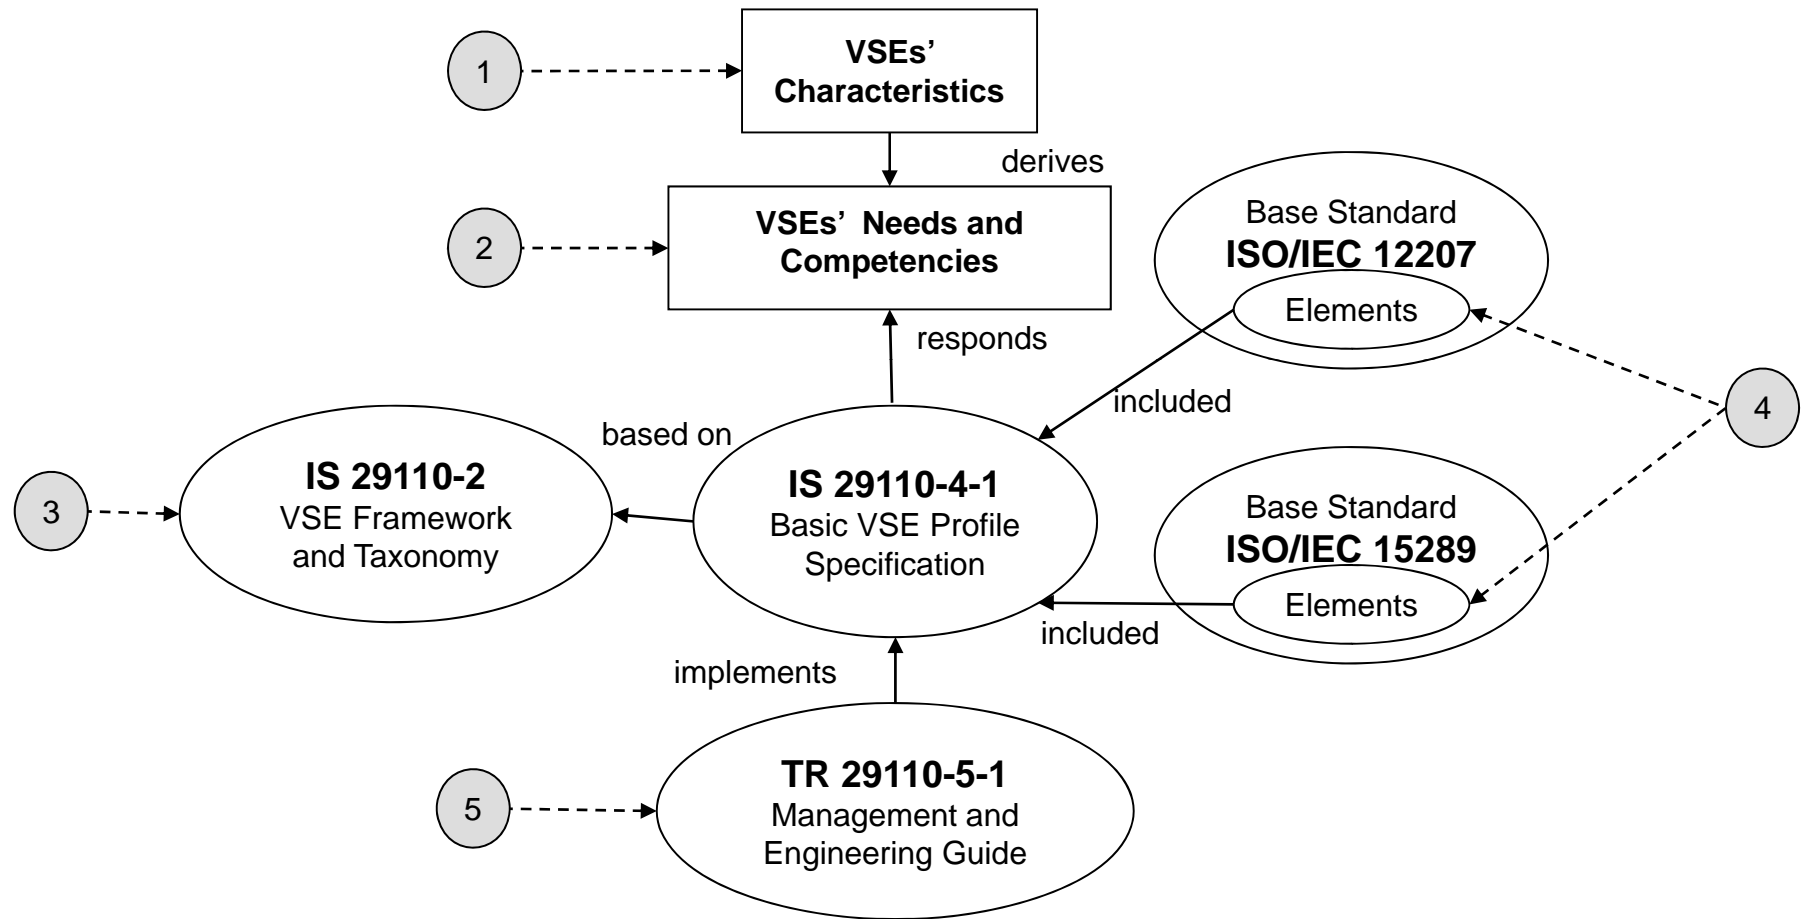 1
VSEs’
Characteristics
derives
2
VSEs’ Needs and
Competencies
Base Standard
ISO/IEC 12207
Elements
responds
included
4
3
IS 29110-2
VSE Framework
and Taxonomy
based on
IS 29110-4-1
Basic VSE Profile
Specification
Base Standard
ISO/IEC 15289
Elements
included
implements
5
TR 29110-5-1
Management and
Engineering Guide